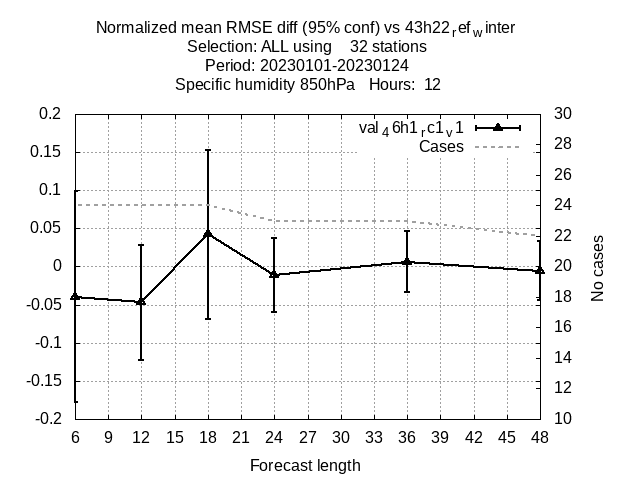 Normalized mean RMSE diff (95% conf) vs 43h22refwinter
Selection: ALL using 32 stations
Period: 20230101-20230124
Specific humidity 850hPa Hours: 12
val46h1rc1v1
Cases
0.2
0.15
0.1
0.05
0
-0.05
-0.1
-0.15
-0.2
30
28
26
24
22
20
18
16
14
12
10
No cases
6 9 12 15 18 21 24 27 30 33 36 39 42 45 48
Forecast length